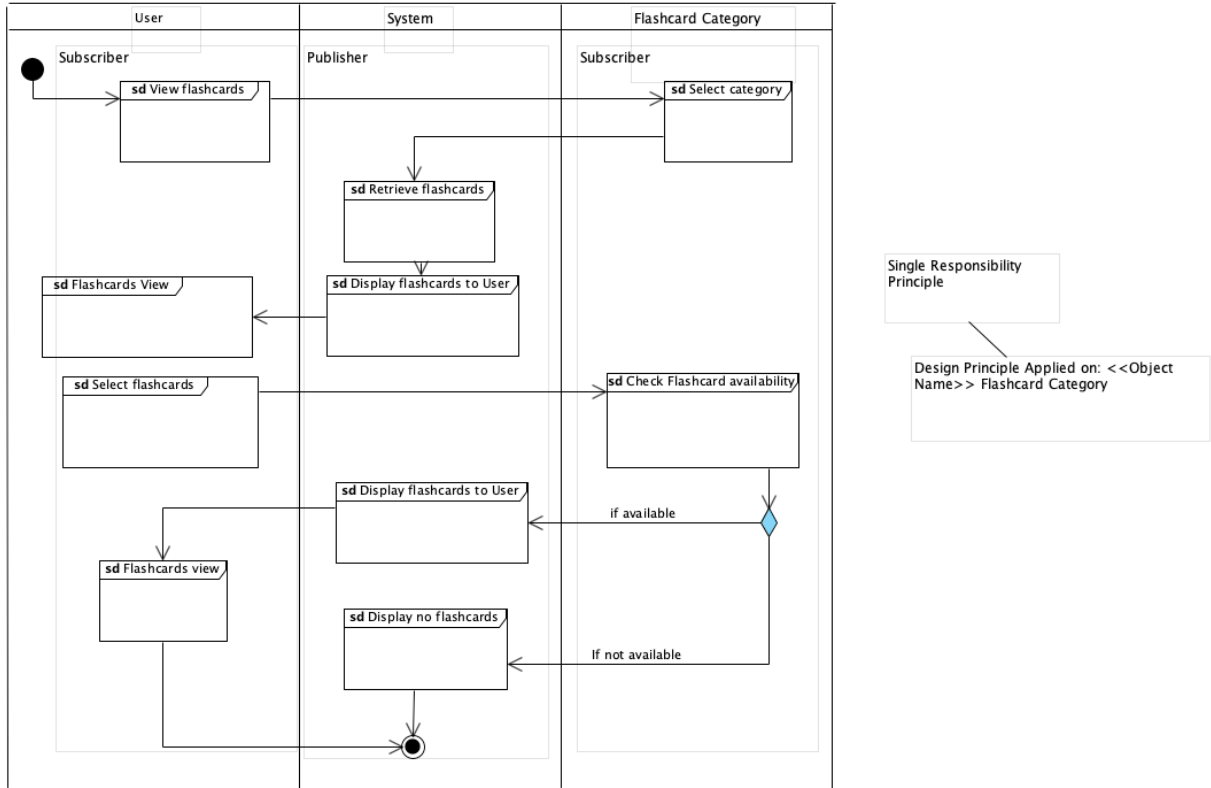 User
System
Flashcard Category
Subscriber
Publisher
Subscriber
sd View flashcards
sd Select category
sd Retrieve flashcards
sd Flashcards View
sd Display flashcards to User
sd Select flashcards
sd Check Flashcard availability
sd Display flashcards to User
if available
sd Flashcards view
sd Display no flashcards
If not available
Single Responsibility
Principle
Design Principle Applied on: <<Object
Name>> Flashcard Category